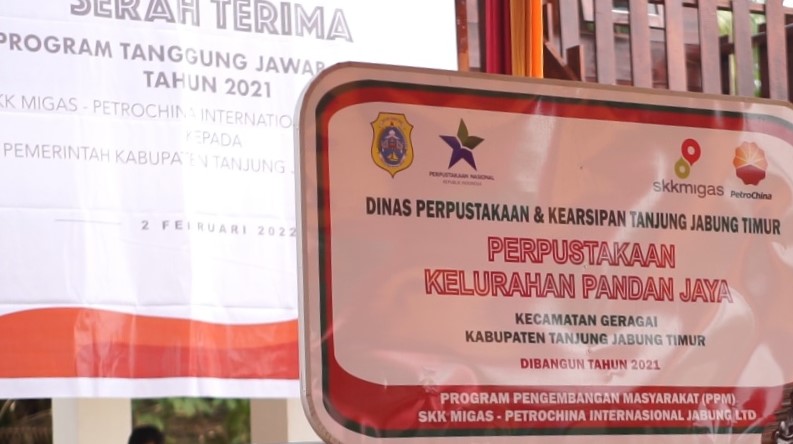 SERAH TERIMA
PROGRAM TANGGUNG JAWAB
TAHUN 2021
SKK MIGAS - PETROCHINA INTERNATIO
KEPADA
PEMERINTAH KABUPATEN TANJUNG
2 FEBRUARI 2022
PERPUSTAKAAN NASIONAL
REPUBLIK INDONESIA
skkmigas
PetroChina
DINAS PERPUSTAKAAN & KEARSIPAN TANJUNG JABUNG TIMUR
PERPUSTAKAAN
KELURAHAN PANDAN JAYA
KECAMATAN GERAGAI
KABUPATEN TANJUNG JABUNG TIMUR
DIBANGUN TAHUN 2021
PROGRAM PENGEMBANGAN MASYARAKAT (PPM)
SKK MIGAS - PETROCHINA INTERNASIONAL JABUNG LTD